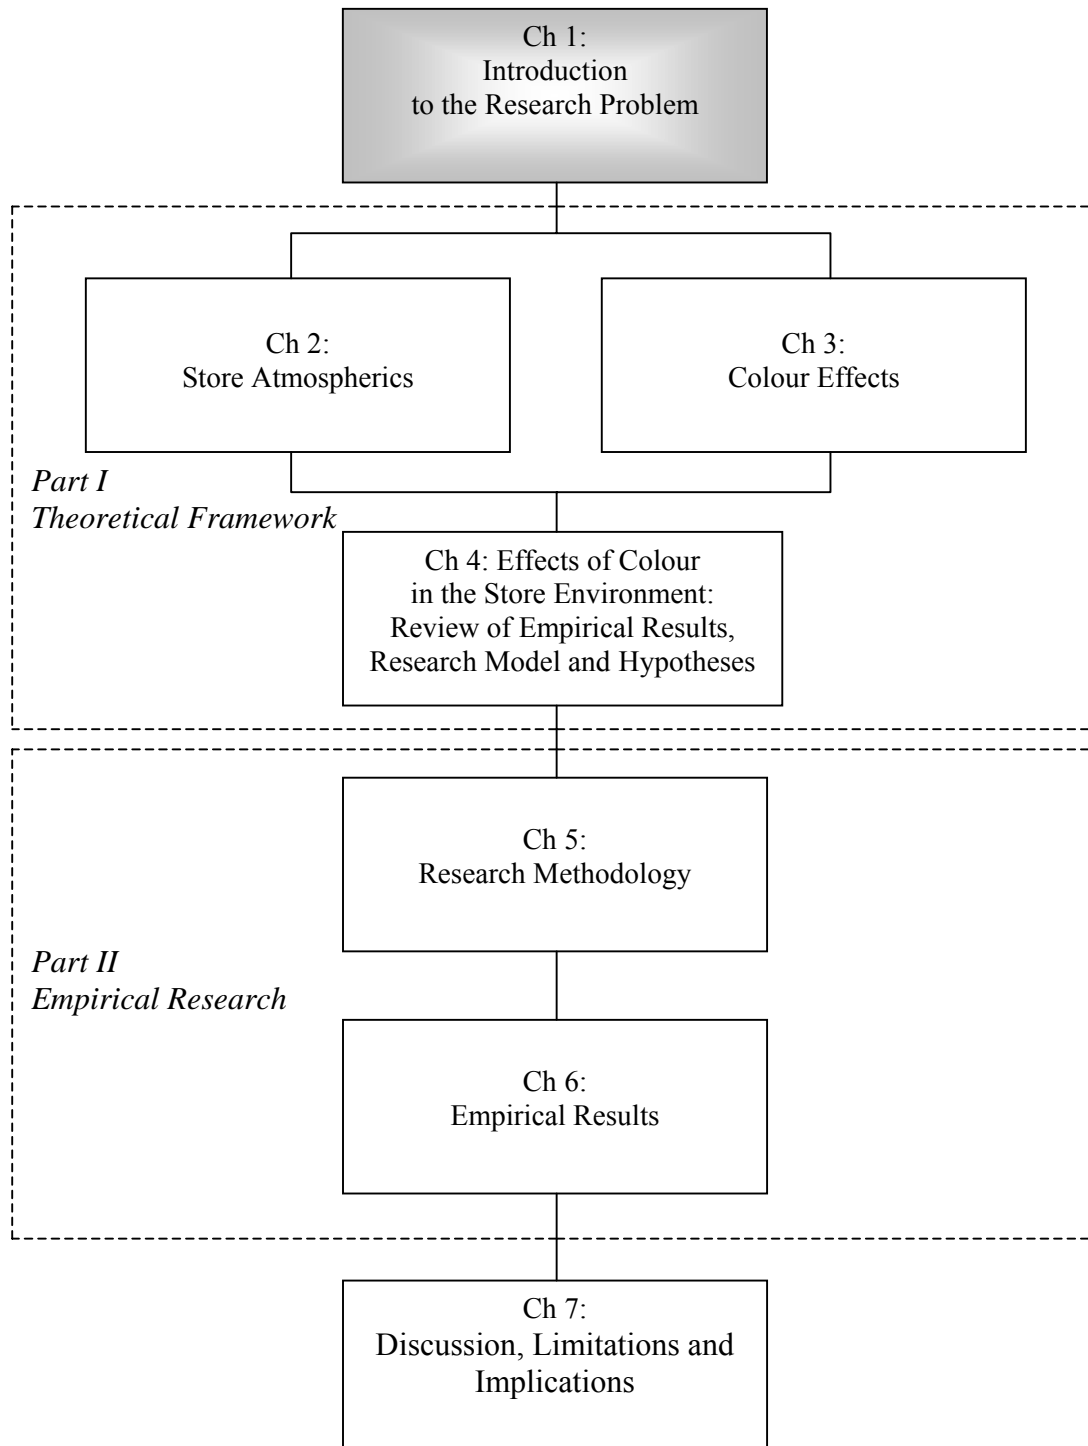 Ch 1:
Introduction
to the Research Problem
Ch 2:
Store Atmospherics
Ch 3:
Colour Effects
Part I
Theoretical Framework
Ch 4: Effects of Colour
in the Store Environment:
Review of Empirical Results,
Research Model and Hypotheses
Ch 5:
Research Methodology
Part II
Empirical Research
Ch 6:
Empirical Results
Ch 7:
Discussion, Limitations and
Implications